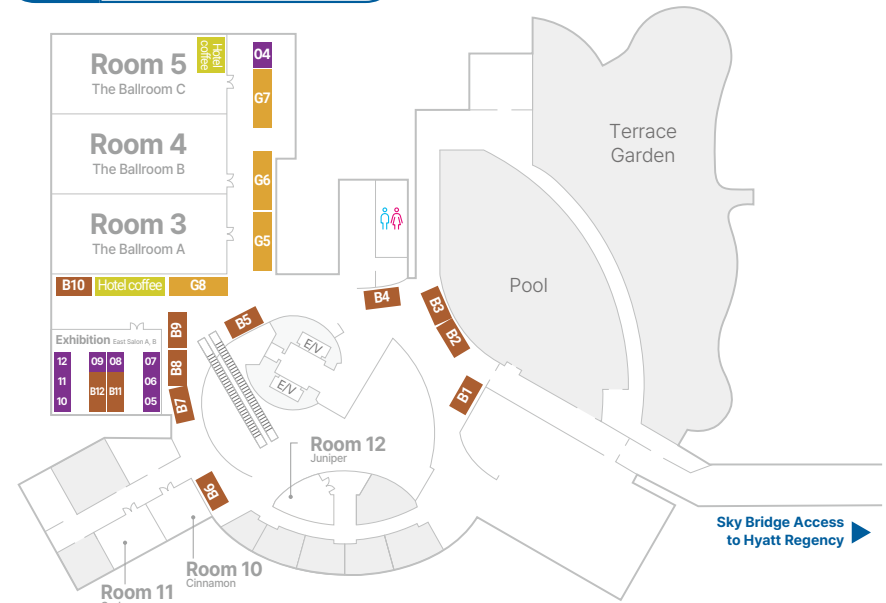 Room 5
The Ballroom C
Hotel
coffee
04
G7
Room 4
The Ballroom B
G6
Room 3
The Ballroom A
G5
B10
Hotel coffee
G8
Terrace
Garden
Pool
B4
B3
B2
B1
B5
B9
B8
B7
B6
E/V
E/V
Exhibition East Salon A, B
12
09
08
07
11
B12
B11
06
10
05
Room 12
Juniper
Room 10
Cinnamon
Room 11
Sky Bridge Access
to Hyatt Regency